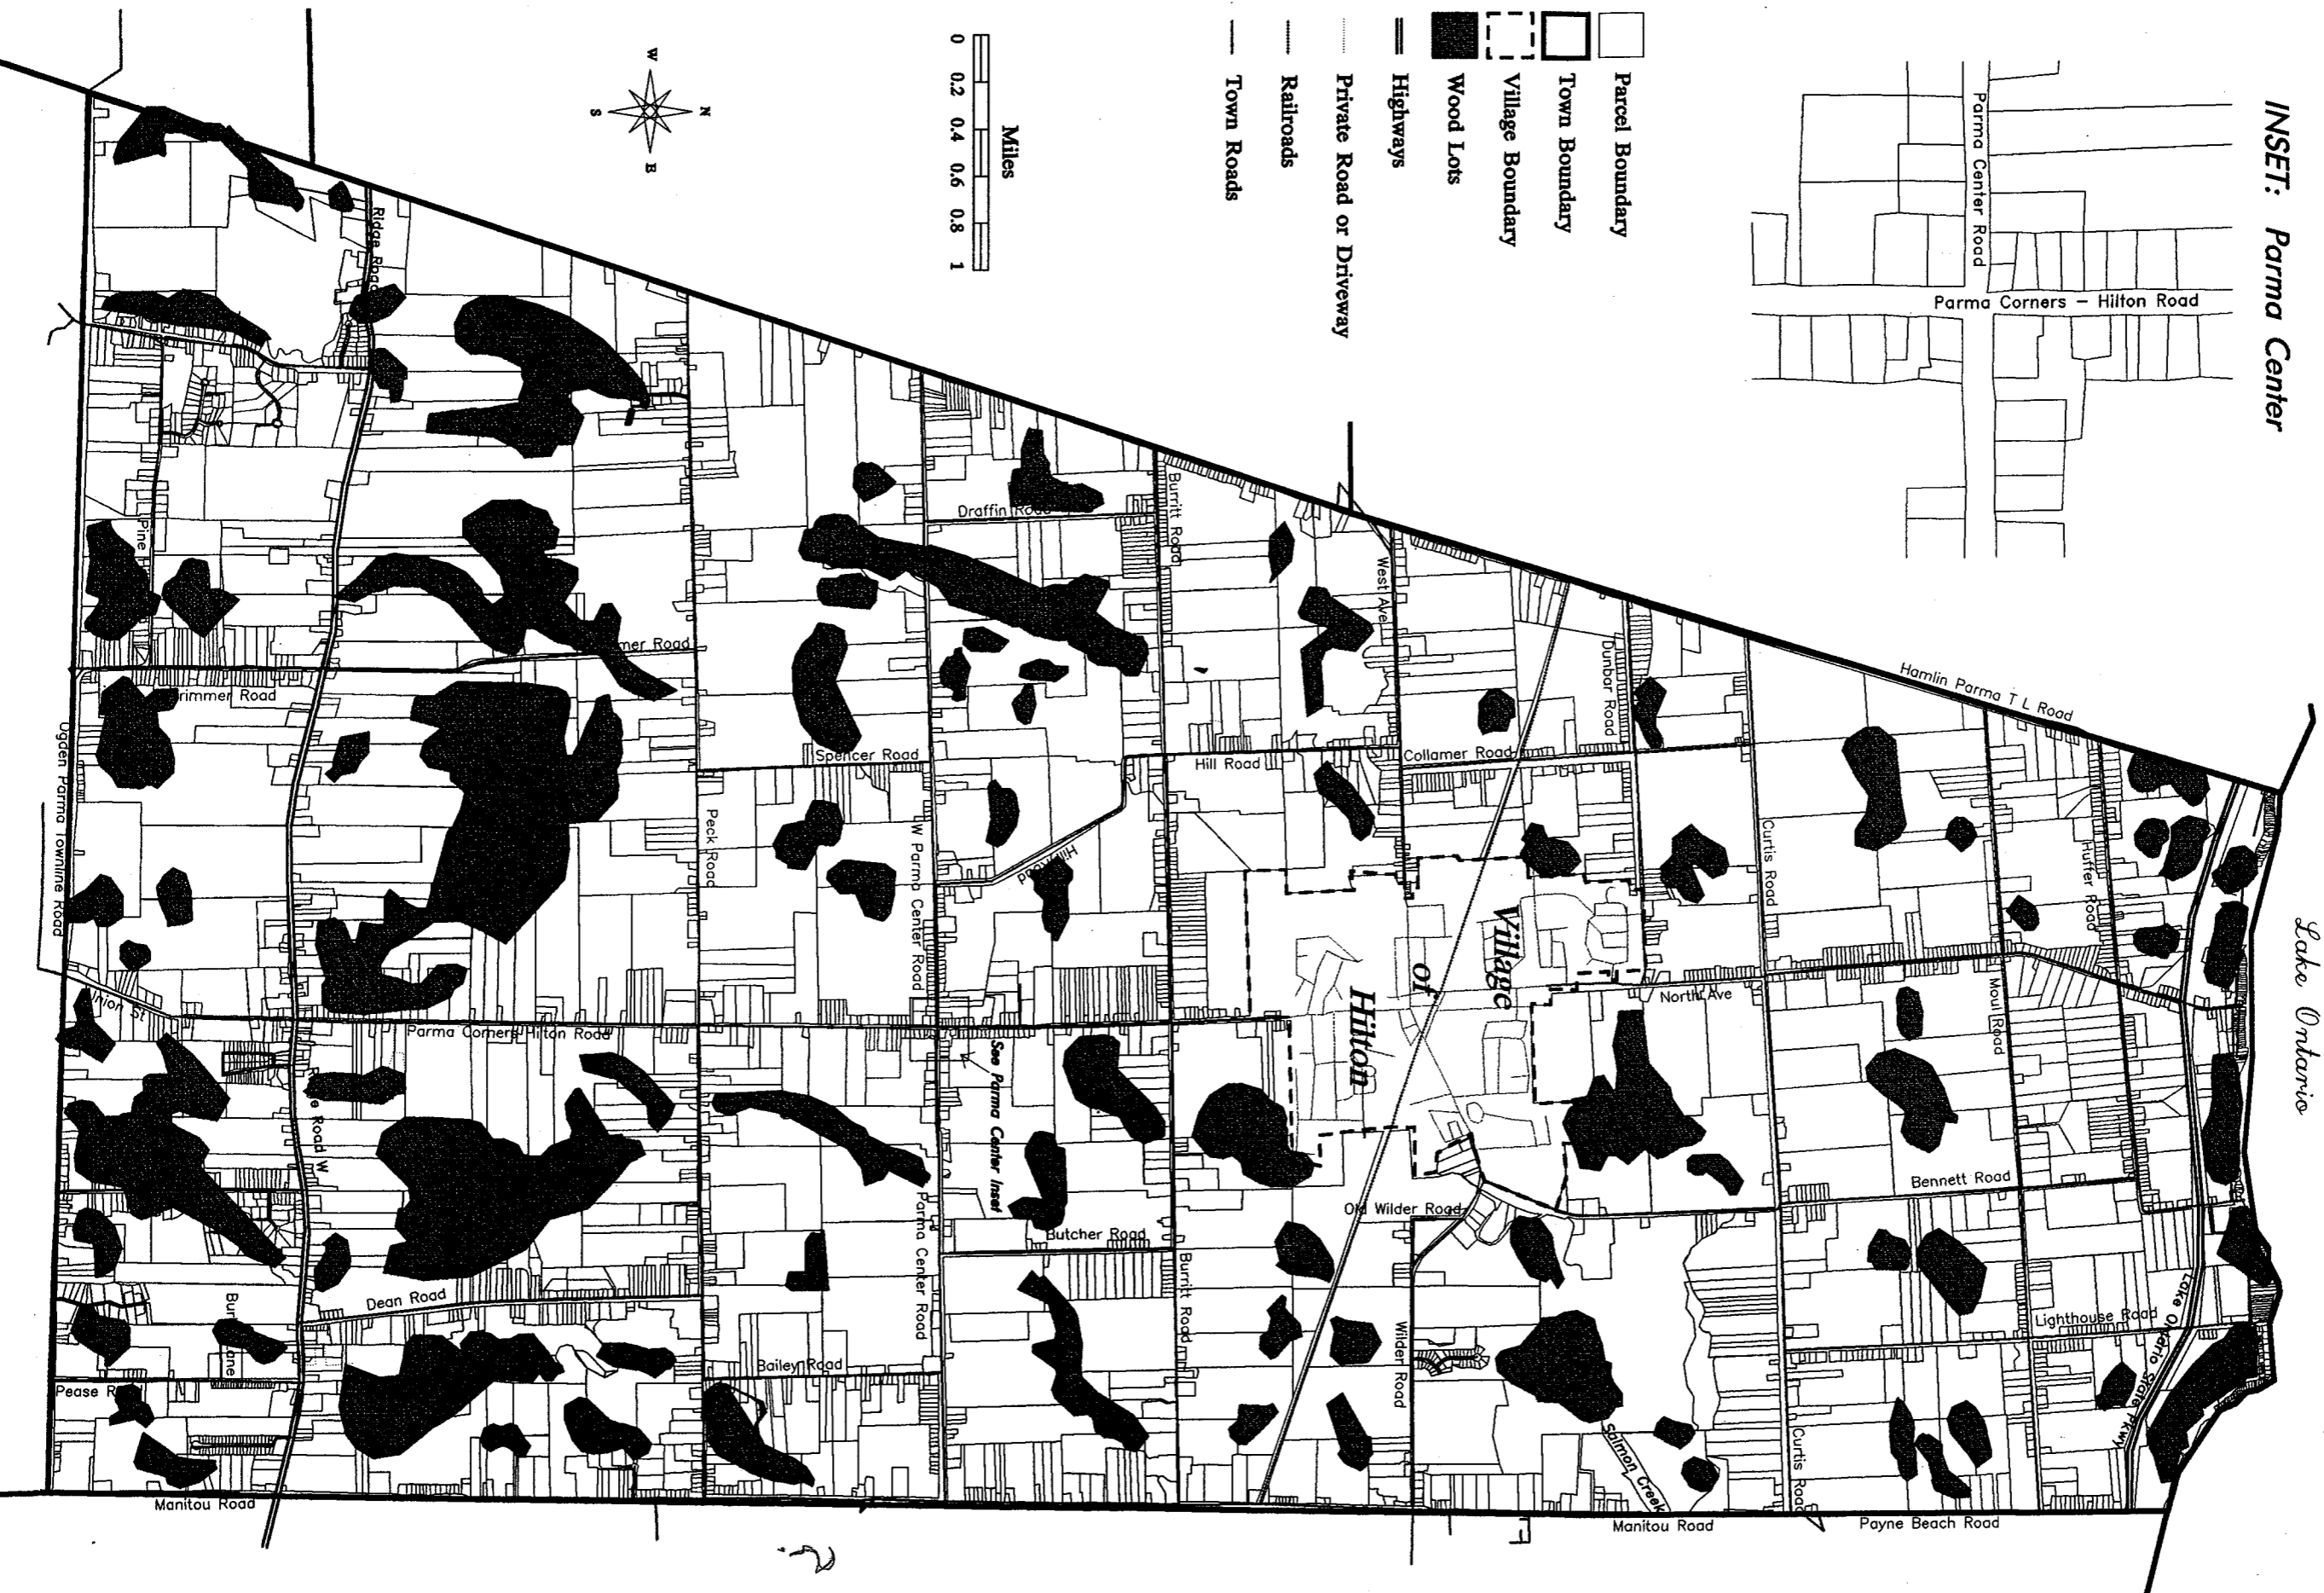 INSET: Parma Center
Parma Center Road
Parma Corners - Hilton Road
Parcel Boundary
Town Boundary
Village Boundary
Wood Lots
Highways
Private Road or Driveway
Railroads
Town Roads
Miles
0 0.2 0.4 0.6 0.8 1
N
W
E
S
Lake Ontario
Hamlin Parma T L Road
Ridge Road
Draffin Road
Burritt Road
West Ave
Dunbar Road
Pine
mer Road
rimmer Road
Spencer Road
Hill Road
Collamer Road
Curtis Road
Huffer Road
Peck Road
W Parma Center Road
Hill Road
Ogden Parma Townline Road
Village
of
Hilton
North Ave
Moul Road
Union St
Parma Corners Hilton Road
See Parma Center Inset
Road W
Bennett Road
Old Wilder Road
Butcher Road
Parma Center Road
Burritt Road
Dean Road
Lighthouse Road
Lake Ontario State Pkwy
Wilder Road
Bailey Road
Pease
Salmon Creek
Curtis Road
Manitou Road
Manitou Road
Payne Beach Road